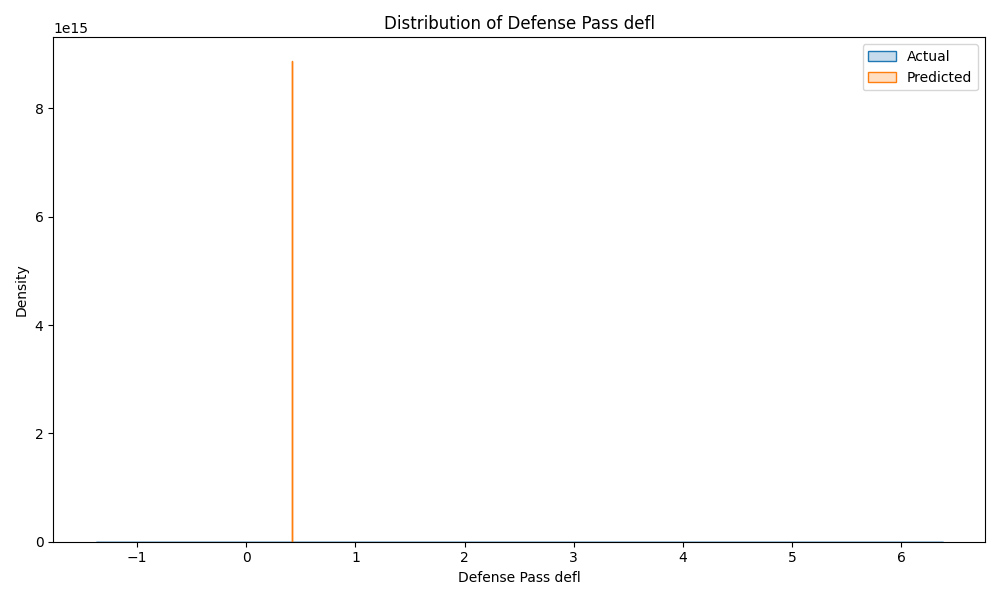 Distribution of Defense Pass defl
1e15
Actual
Predicted
8
6
4
2
0
Density
−1 0 1 2 3 4 5 6
Defense Pass defl